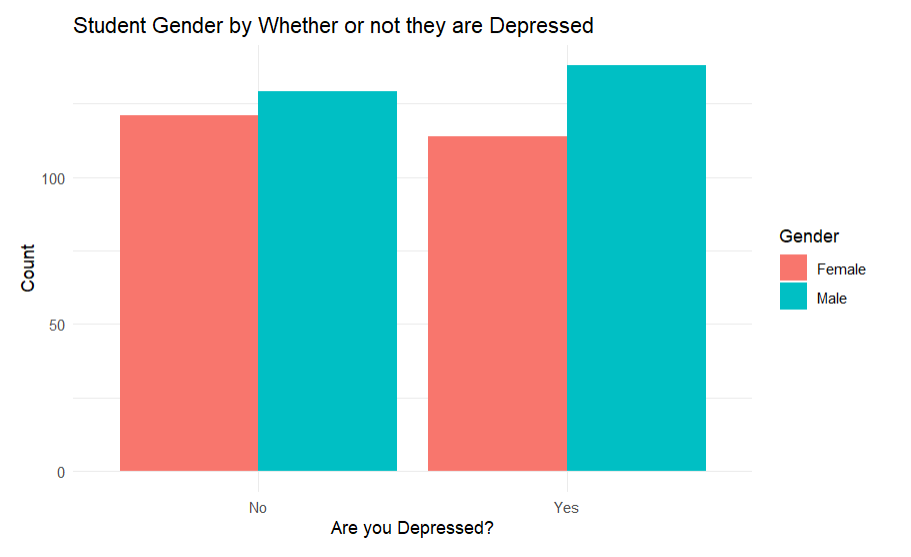 Student Gender by Whether or not they are Depressed
Count
100
50
0
No
Yes
Are you Depressed?
Gender
Female
Male